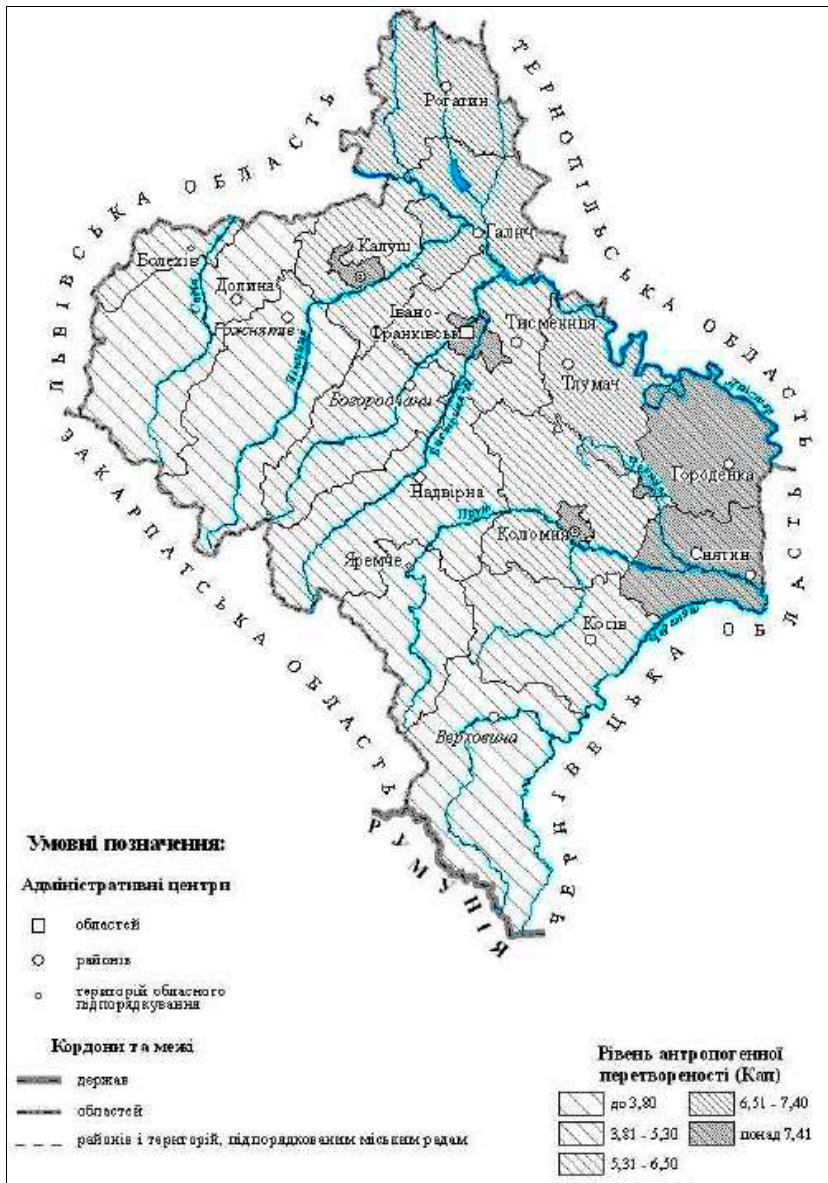 ТЕРНОПІЛЬСЬКА ОБЛАСТЬ
ЛЬВІВСЬКА ОБЛАСТЬ
Рогатин
Галич
Калуш
Болехів
Долина
Рожнятів
Івано-
Франківськ
Тисмениця
Тлумач
Богородчани
Городенка
Надвірна
Прут
Коломия
Снятин
Яремче
Косів
Верховина
ЗАКАРПАТСЬКА ОБЛАСТЬ
ЧЕРНІВЕЦЬКА ОБЛАСТЬ
РУМУНІЯ
Умовні позначення:
Адміністративні центри
областей
районів
територій обласного
підпорядкування
Кордони та межі
держав
областей
районів і територій, підпорядкованим міським радам
Рівень антропогенної
перетвореності (Кап)
до 3,80
3,81 - 5,30
5,31 - 6,50
6,51 - 7,40
понад 7,41